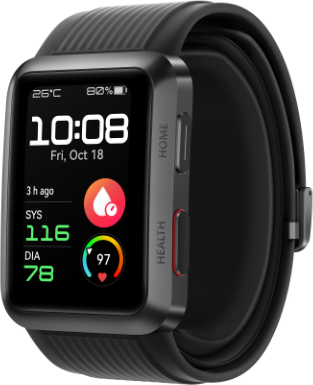 26°C 80%
10:08
Fri, Oct 18
3 h ago
SYS
116
DIA
78
97
HOME
HEALTH